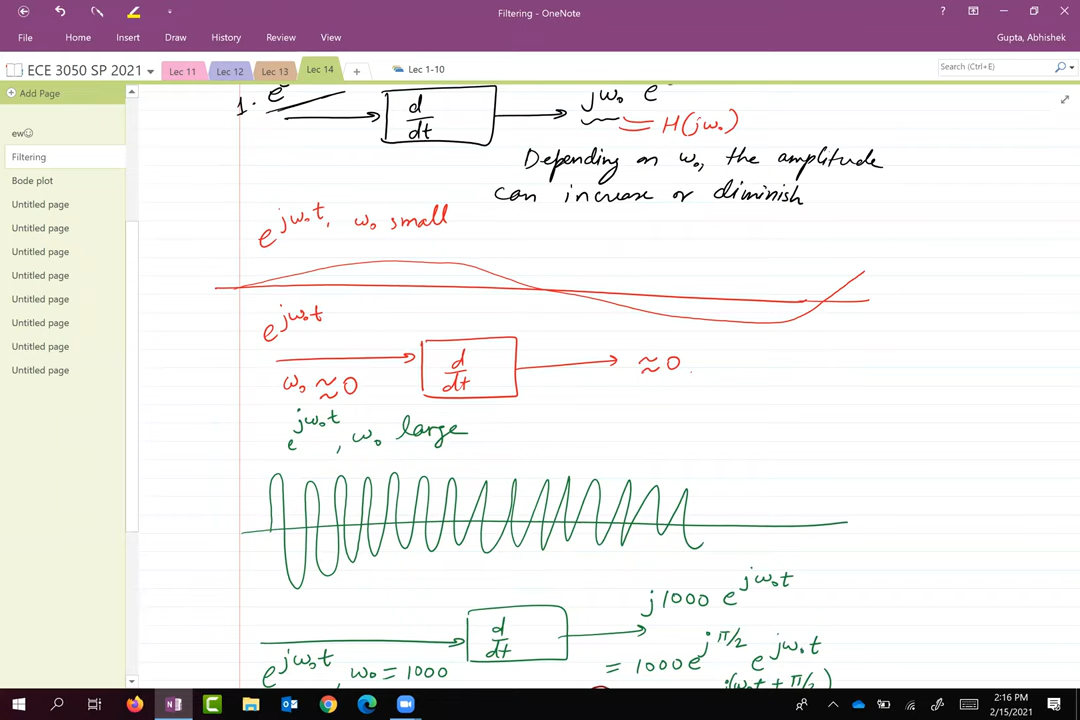 Filtering - OneNote
?
File Home Insert Draw History Review View
Gupta, Abhishek
ECE 3050 SP 2021
Lec 11
Lec 12
Lec 13
Lec 14
+
Lec 1-10
Search (Ctrl+E)
Add Page
ew☺
Filtering
Bode plot
Untitled page
Untitled page
Untitled page
Untitled page
Untitled page
Untitled page
Untitled page
Untitled page
1. e
d/dt
jω₀ e
= H(jω₀)
Depending on ω₀, the amplitude
can increase or diminish
e^{jω₀t}, ω₀ small
e^{jω₀t}
ω₀ ≈ 0
d/dt
≈ 0
e^{jω₀t}, ω₀ large
e^{jω₀t}, ω₀ = 1000
d/dt
j1000 e^{jω₀t}
= 1000 e^{jπ/2} e^{jω₀t}
j(ω₀t + π/2)
2:16 PM
2/15/2021